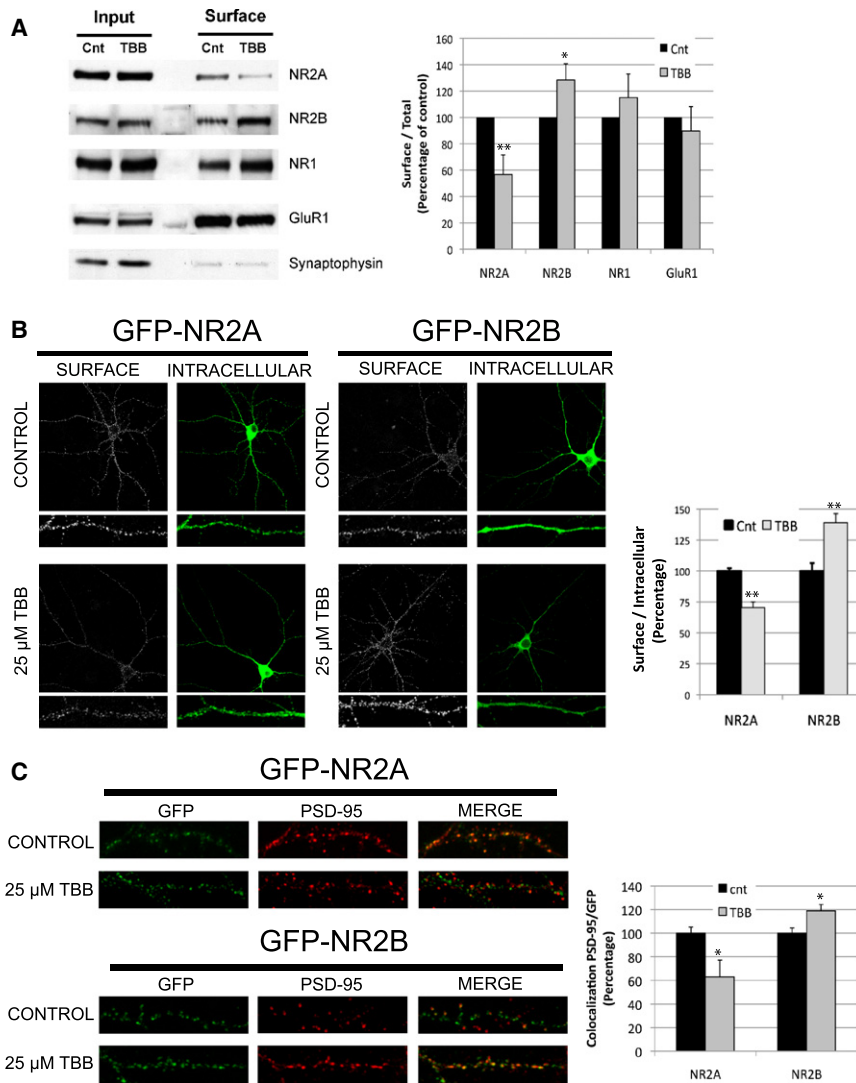 A
Input Surface
Cnt TBB Cnt TBB
NR2A
NR2B
NR1
GluR1
Synaptophysin
Surface / Total
(Percentage of control)
160
140
120
100
80
60
40
20
0
Cnt
TBB
**
*
NR2A NR2B NR1 GluR1
B
GFP-NR2A GFP-NR2B
SURFACE INTRACELLULAR SURFACE INTRACELLULAR
CONTROL CONTROL
25 µM TBB 25 µM TBB
Surface / Intracellular
(Percentage)
150
125
100
75
50
25
0
Cnt TBB
**
**
NR2A NR2B
C
GFP-NR2A
GFP PSD-95 MERGE
CONTROL
25 µM TBB
GFP-NR2B
GFP PSD-95 MERGE
CONTROL
25 µM TBB
Colocalization PSD-95/GFP
(Percentage)
140
120
100
80
60
40
20
0
cnt
TBB
*
*
NR2A NR2B